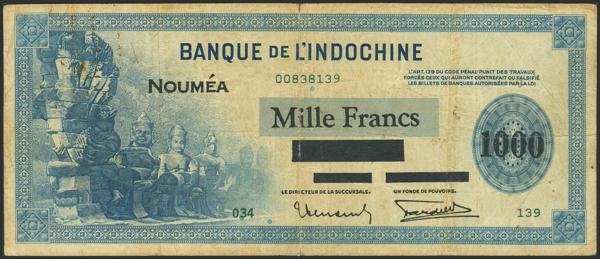 BANQUE DE L'INDOCHINE
NOUMÉA
00838139
L'ART. 139 DU CODE PÉNAL PUNIT DES TRAVAUX
FORCÉS CEUX QUI AURONT CONTREFAIT OU FALSIFIÉ
LES BILLETS DE BANQUES AUTORISÉES PAR LA LOI
Mille Francs
1000
LE DIRECTEUR DE LA SUCCURSALE.
UN FONDÉ DE POUVOIRS.
034
139